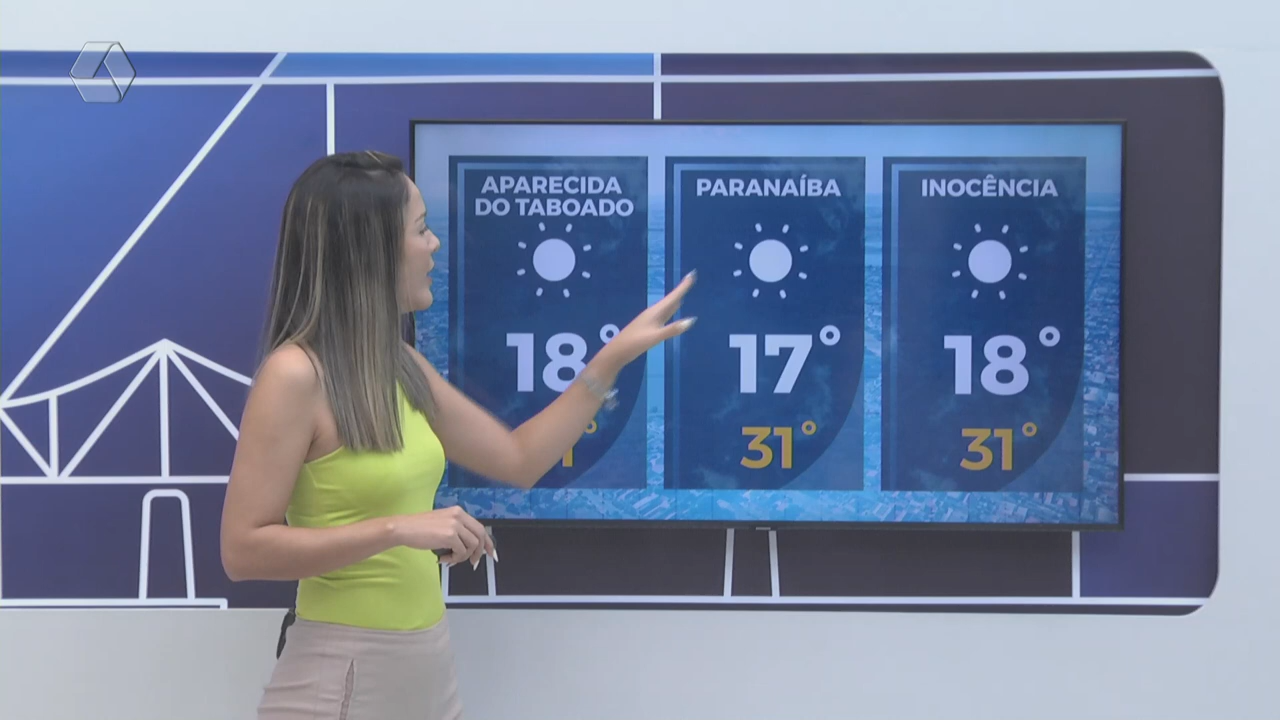 APARECIDA
DO TABOADO
18°
PARANAÍBA
17°
31°
INOCÊNCIA
18°
31°